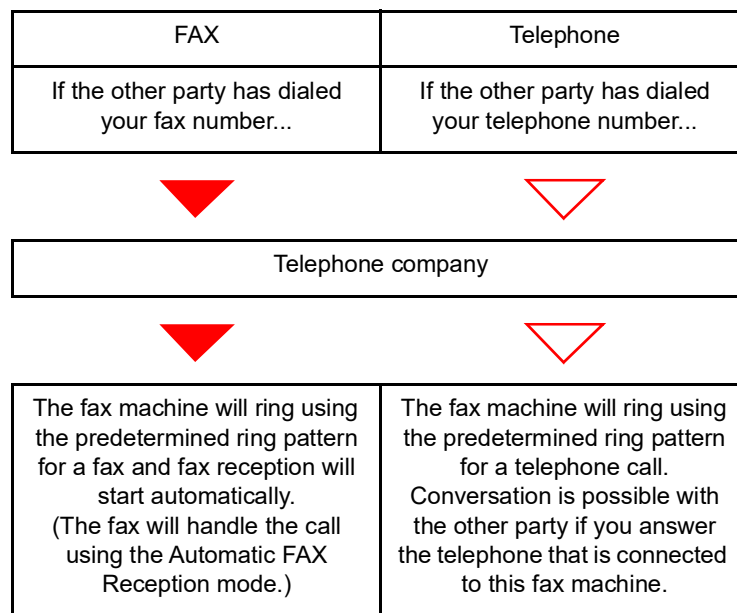 FAX
Telephone
If the other party has dialed
your fax number...
If the other party has dialed
your telephone number...
Telephone company
The fax machine will ring using
the predetermined ring pattern
for a fax and fax reception will
start automatically.
(The fax will handle the call
using the Automatic FAX
Reception mode.)
The fax machine will ring using
the predetermined ring pattern
for a telephone call.
Conversation is possible with
the other party if you answer
the telephone that is connected
to this fax machine.